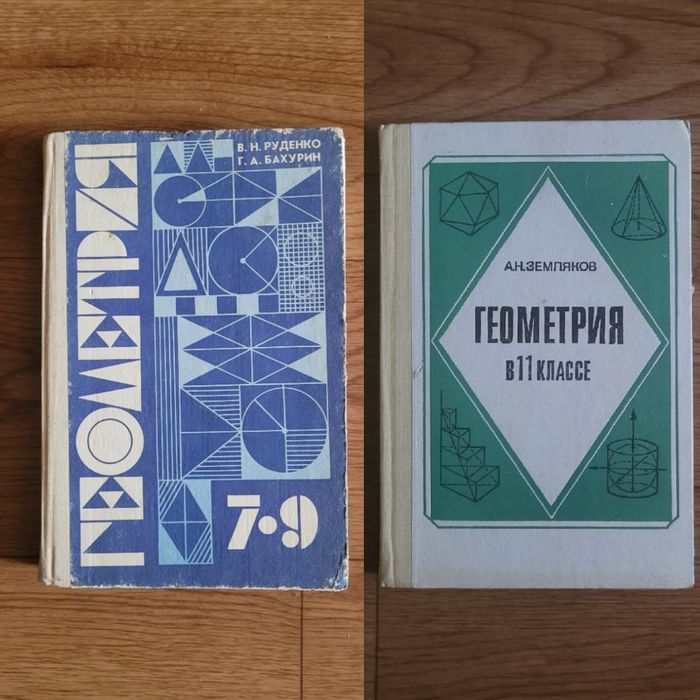 В. Н. РУДЕНКО
Г. А. БАХУРИН
ГЕОМЕТРИЯ
7·9
А.Н.ЗЕМЛЯКОВ
ГЕОМЕТРИЯ
В 11 КЛАССЕ